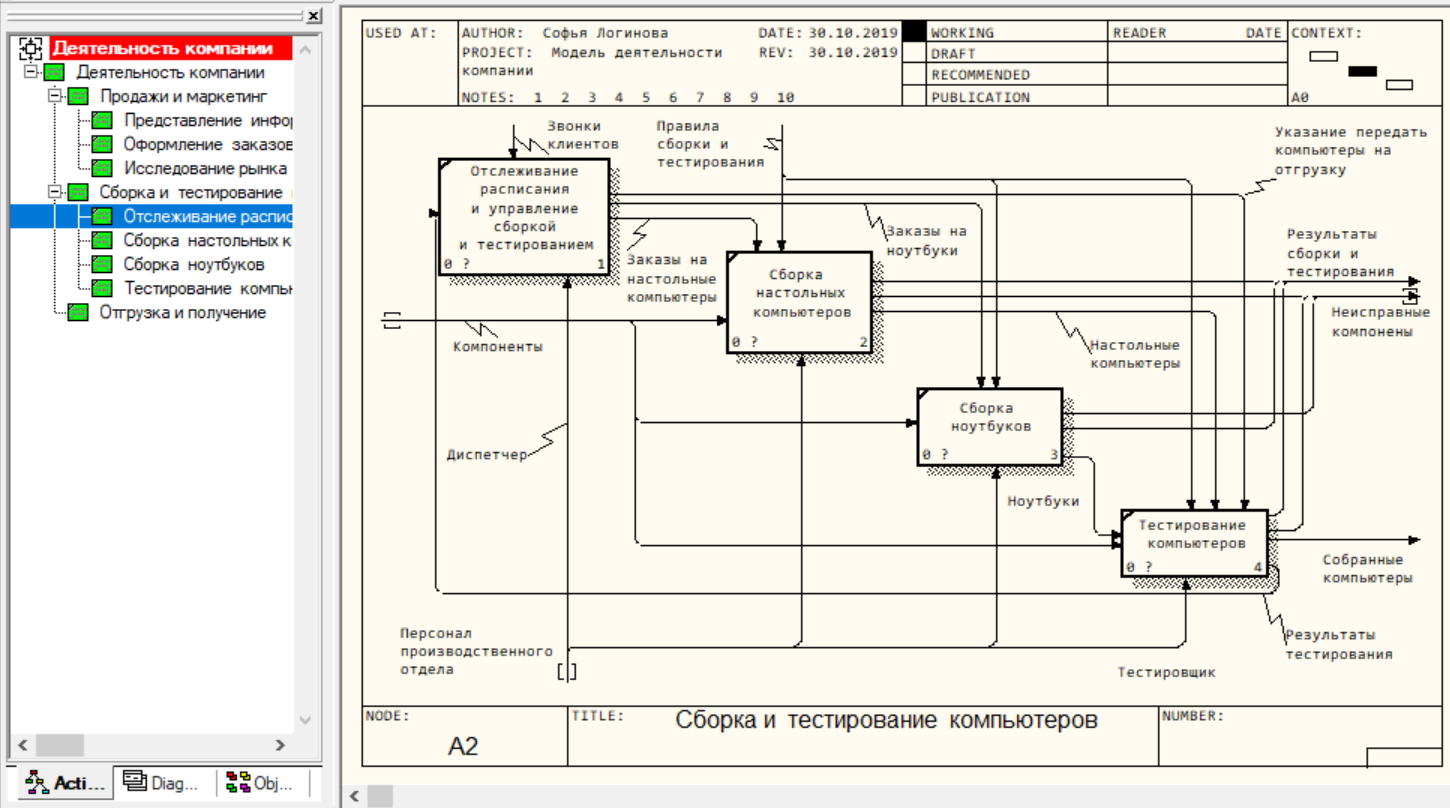 Деятельность компании
Деятельность компании
Продажи и маркетинг
Представление инфо
Оформление заказов
Исследование рынка
Сборка и тестирование
Отслеживание распис
Сборка настольных к
Сборка ноутбуков
Тестирование компь
Отгрузка и получение
Acti...
Diag...
Obj...
USED AT:
AUTHOR: Софья Логинова
DATE: 30.10.2019
PROJECT: Модель деятельности
компании
REV: 30.10.2019
NOTES: 1 2 3 4 5 6 7 8 9 10
WORKING
DRAFT
RECOMMENDED
PUBLICATION
READER
DATE
CONTEXT:
A0
Звонки
клиентов
Правила
сборки и
тестирования
Указание передать
компьютеры на
отгрузку
Отслеживание
расписания
и управление
сборкой
и тестированием
0 ?
1
Заказы на
настольные
компьютеры
Заказы на
ноутбуки
Результаты
сборки и
тестирования
Сборка
настольных
компьютеров
0 ?
2
Неисправные
компонены
Компоненты
Настольные
компьютеры
Сборка
ноутбуков
0 ?
3
Диспетчер
Ноутбуки
Тестирование
компьютеров
0 ?
4
Собранные
компьютеры
Персонал
производственного
отдела
Результаты
тестирования
Тестировщик
NODE:
A2
TITLE:
Сборка и тестирование компьютеров
NUMBER: